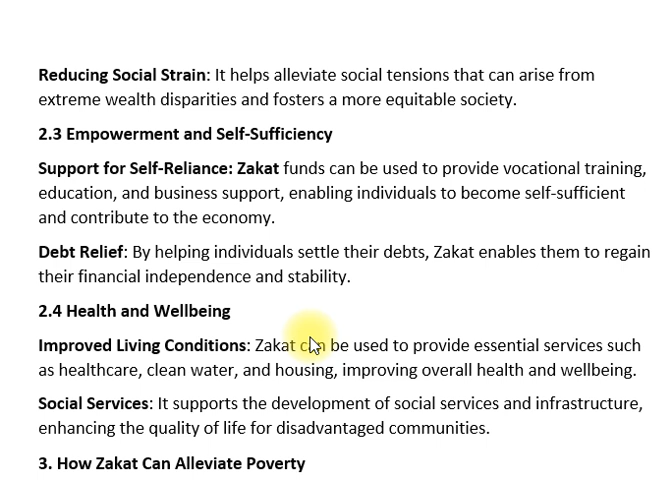 Reducing Social Strain: It helps alleviate social tensions that can arise from
extreme wealth disparities and fosters a more equitable society.
2.3 Empowerment and Self-Sufficiency
Support for Self-Reliance: Zakat funds can be used to provide vocational training,
education, and business support, enabling individuals to become self-sufficient
and contribute to the economy.
Debt Relief: By helping individuals settle their debts, Zakat enables them to regain
their financial independence and stability.
2.4 Health and Wellbeing
Improved Living Conditions: Zakat can be used to provide essential services such
as healthcare, clean water, and housing, improving overall health and wellbeing.
Social Services: It supports the development of social services and infrastructure,
enhancing the quality of life for disadvantaged communities.
3. How Zakat Can Alleviate Poverty